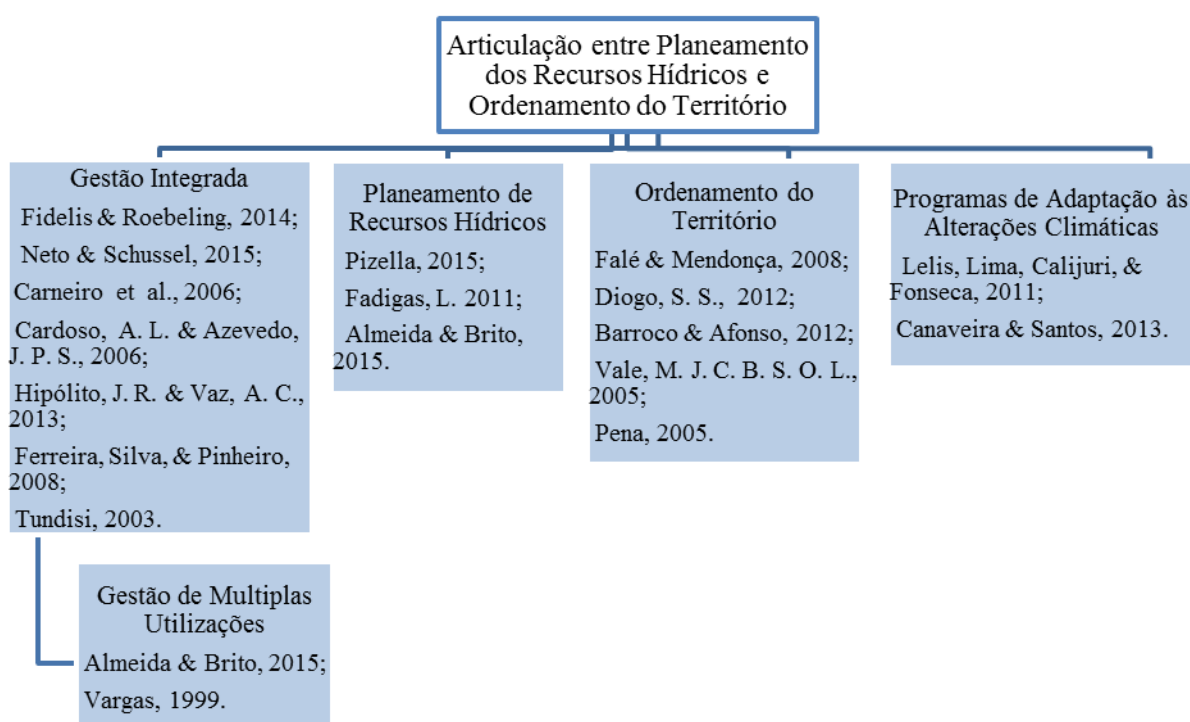 Articulação entre Planeamento
dos Recursos Hídricos e
Ordenamento do Território
Gestão Integrada
Fidelis & Roebeling, 2014;
Neto & Schussel, 2015;
Carneiro et al., 2006;
Cardoso, A. L. & Azevedo,
J. P. S., 2006;
Hipólito, J. R. & Vaz, A. C.,
2013;
Ferreira, Silva, & Pinheiro,
2008;
Tundisi, 2003.
Gestão de Multiplas
Utilizações
Almeida & Brito, 2015;
Vargas, 1999.
Planeamento de
Recursos Hídricos
Pizella, 2015;
Fadigas, L. 2011;
Almeida & Brito,
2015.
Ordenamento do
Território
Falé & Mendonça, 2008;
Diogo, S. S., 2012;
Barroco & Afonso, 2012;
Vale, M. J. C. B. S. O. L.,
2005;
Pena, 2005.
Programas de Adaptação às
Alterações Climáticas
Lelis, Lima, Calijuri, &
Fonseca, 2011;
Canaveira & Santos, 2013.